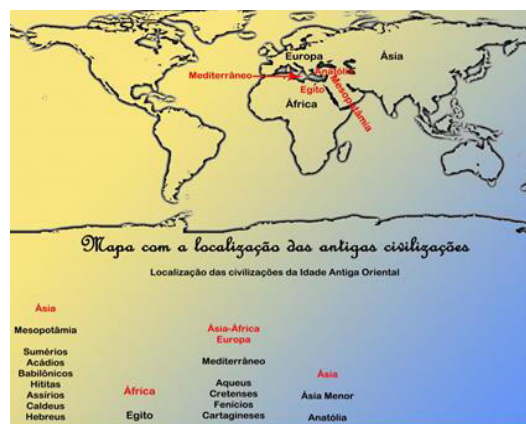 Europa
Ásia
Mediterrâneo
Anatólia
Egito
Mesopotâmia
África
Mapa com a localização das antigas civilizações
Localização das civilizações da Idade Antiga Oriental
Ásia
Mesopotâmia
Sumérios
Acádios
Babilônicos
Hititas
Assírios
Caldeus
Hebreus
África
Egito
Ásia-África
Europa
Mediterrâneo
Aqueus
Cretenses
Fenícios
Cartagineses
Ásia
Ásia Menor
Anatólia